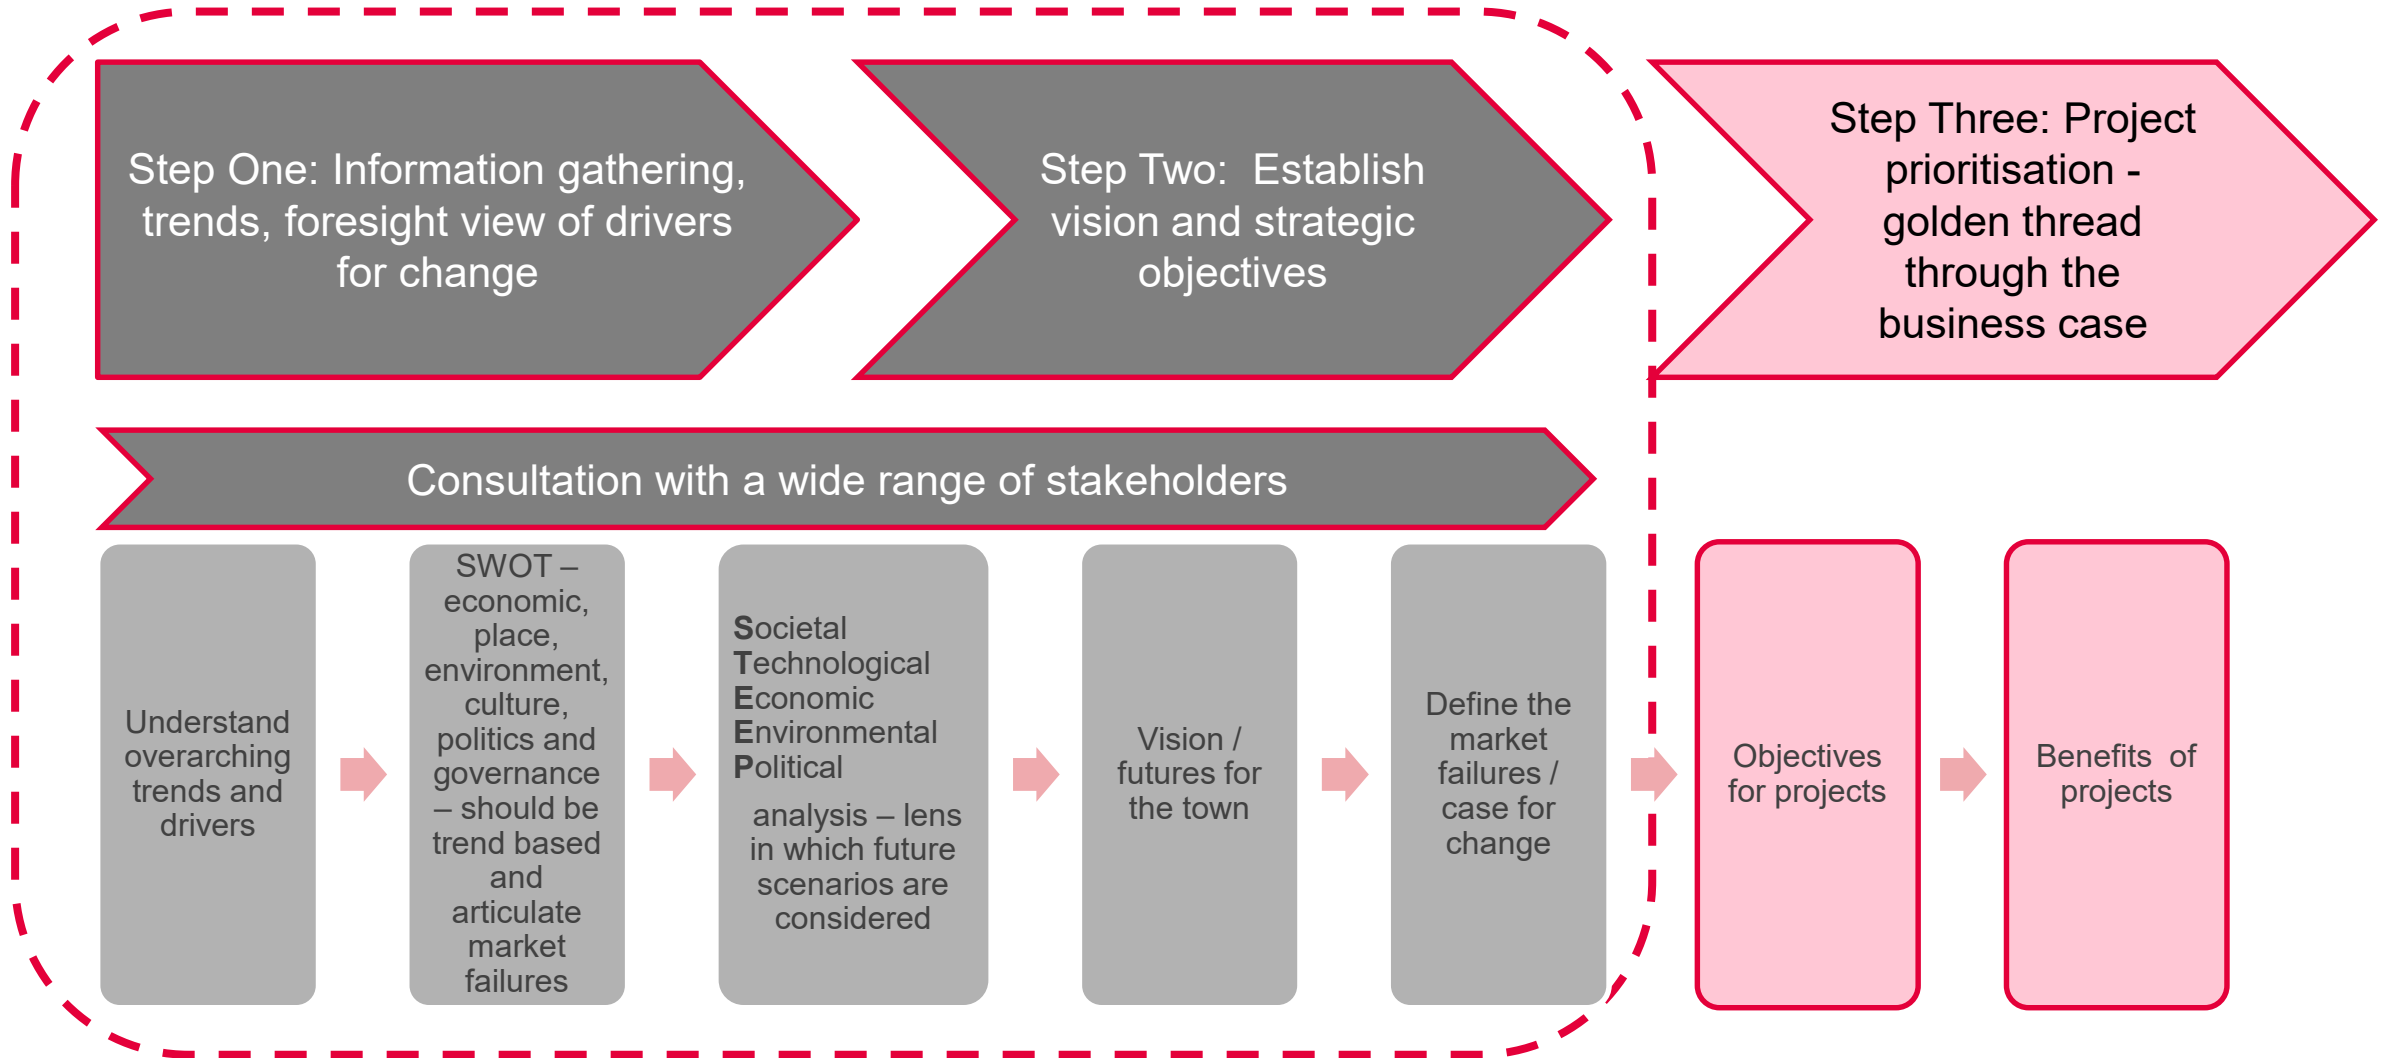 Step One: Information gathering,
trends, foresight view of drivers
for change
Step Two:  Establish
vision and strategic
objectives
Step Three: Project
prioritisation -
golden thread
through the
business case
Consultation with a wide range of stakeholders
Understand
overarching
trends and
drivers
SWOT –
economic,
place,
environment,
culture,
politics and
governance
– should be
trend based
and
articulate
market
failures
Societal
Technological
Economic
Environmental
Political
analysis – lens
in which future
scenarios are
considered
Vision /
futures for
the town
Define the
market
failures /
case for
change
Objectives
for projects
Benefits  of
projects